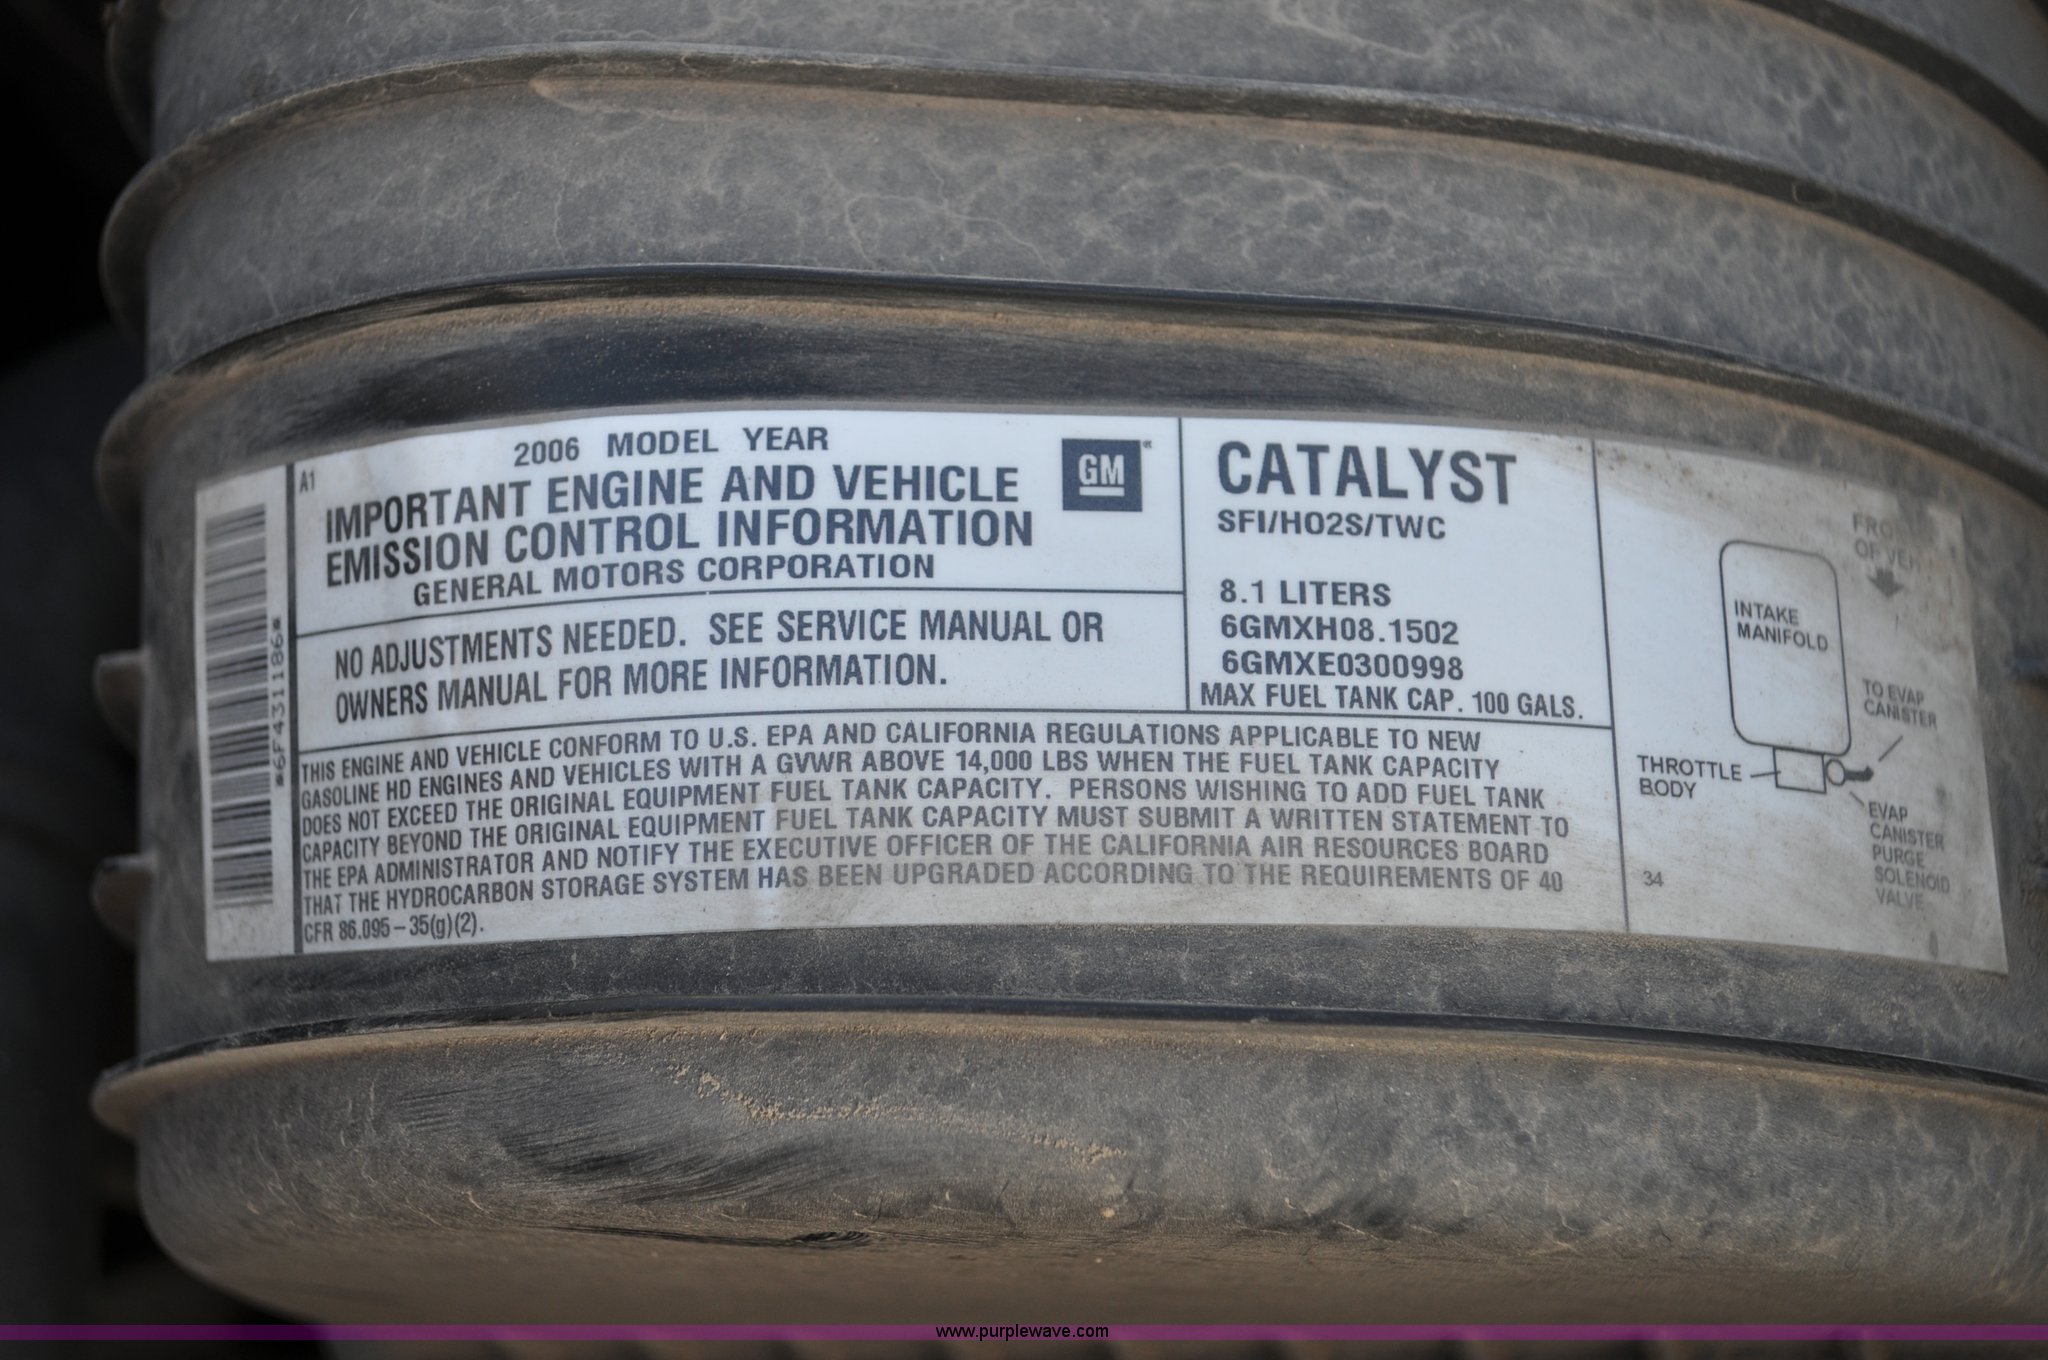 *6F431186*
A1
2006 MODEL YEAR
IMPORTANT ENGINE AND VEHICLE
EMISSION CONTROL INFORMATION
GENERAL MOTORS CORPORATION
GM
NO ADJUSTMENTS NEEDED. SEE SERVICE MANUAL OR
OWNERS MANUAL FOR MORE INFORMATION.
CATALYST
SFI/HO2S/TWC
8.1 LITERS
6GMXH08.1502
6GMXE0300998
MAX FUEL TANK CAP. 100 GALS.
THIS ENGINE AND VEHICLE CONFORM TO U.S. EPA AND CALIFORNIA REGULATIONS APPLICABLE TO NEW
GASOLINE HD ENGINES AND VEHICLES WITH A GVWR ABOVE 14,000 LBS WHEN THE FUEL TANK CAPACITY
DOES NOT EXCEED THE ORIGINAL EQUIPMENT FUEL TANK CAPACITY. PERSONS WISHING TO ADD FUEL TANK
CAPACITY BEYOND THE ORIGINAL EQUIPMENT FUEL TANK CAPACITY MUST SUBMIT A WRITTEN STATEMENT TO
THE EPA ADMINISTRATOR AND NOTIFY THE EXECUTIVE OFFICER OF THE CALIFORNIA AIR RESOURCES BOARD
THAT THE HYDROCARBON STORAGE SYSTEM HAS BEEN UPGRADED ACCORDING TO THE REQUIREMENTS OF 40
CFR 86.095-35(g)(2).
OF
INTAKE
MANIFOLD
TO EVAP
CANISTER
THROTTLE
BODY
EVAP
CANISTER
PURGE
SOLENOID
VALVE
34
www.purplewave.com